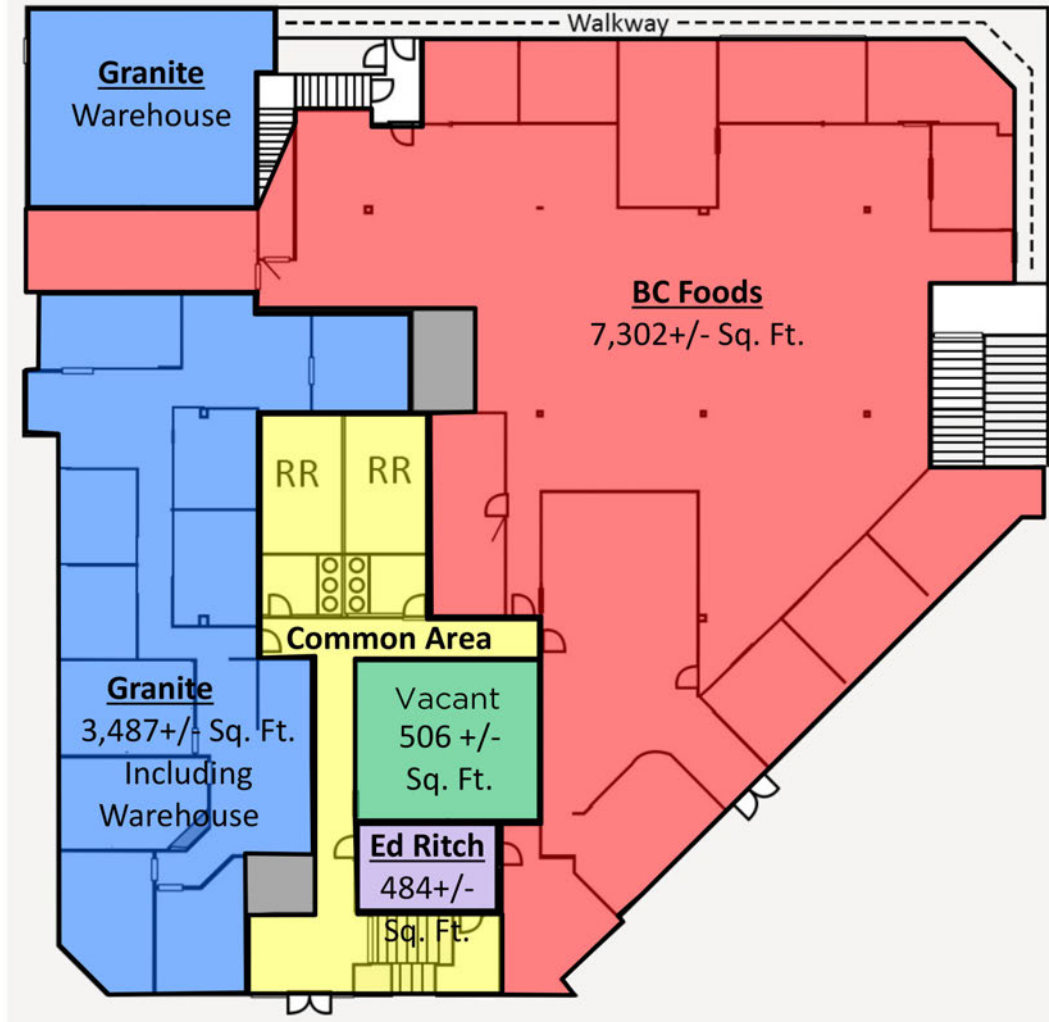 Walkway
Granite
Warehouse
BC Foods
7,302+/- Sq. Ft.
RR
RR
Common Area
Granite
3,487+/- Sq. Ft.
Including
Warehouse
Vacant
506 +/-
Sq. Ft.
Ed Ritch
484+/-
Sq. Ft.